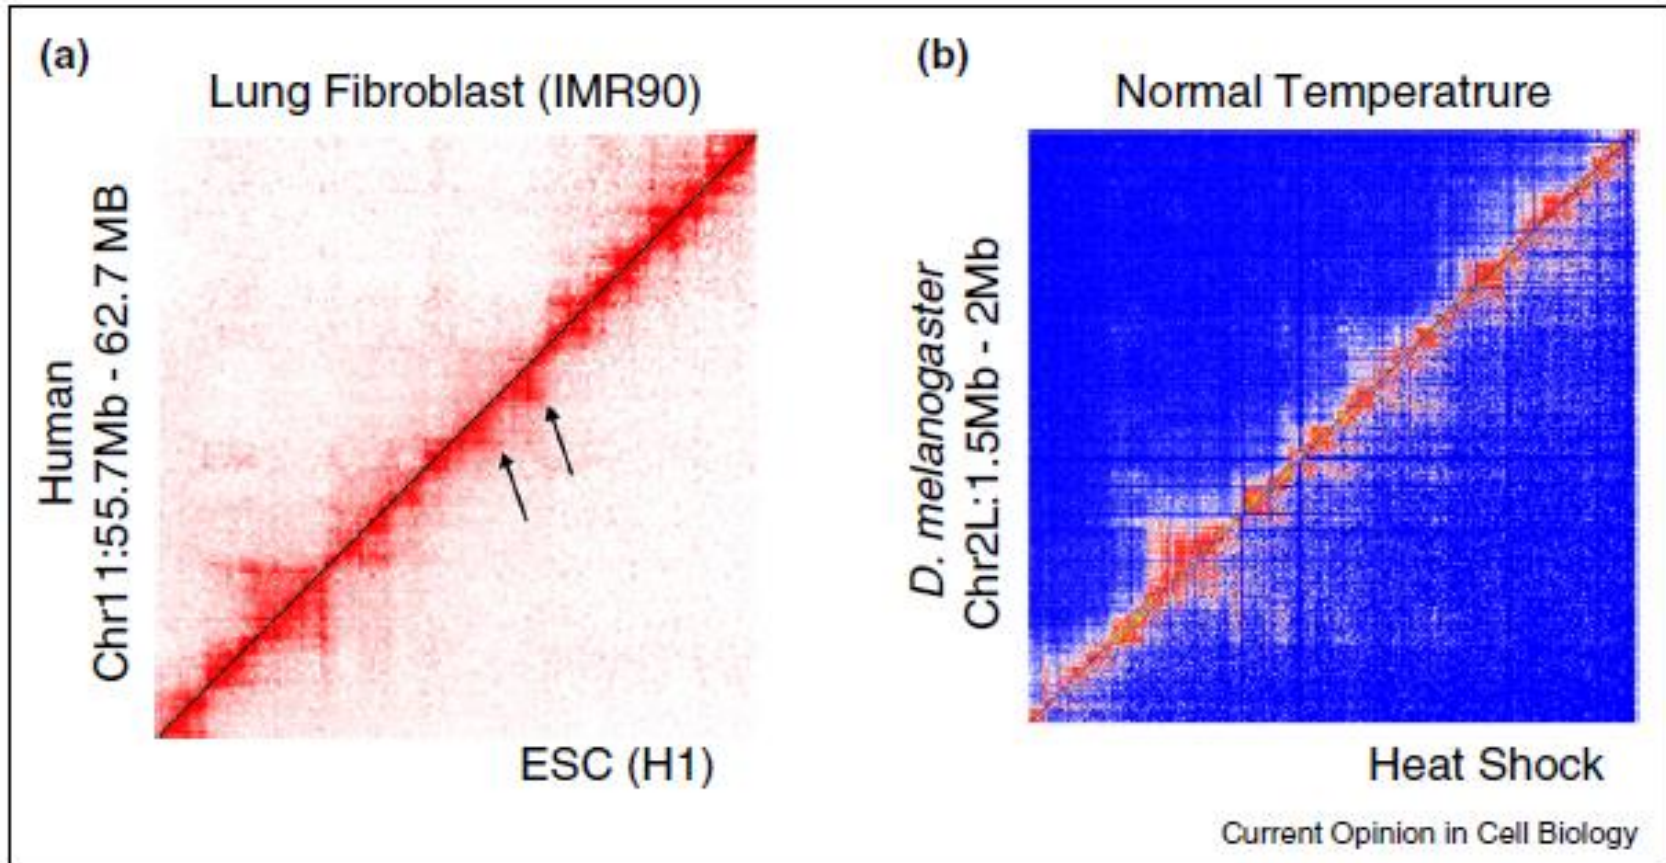 (a)
Lung Fibroblast (IMR90)
Human
Chr11:55.7Mb - 62.7 MB
ESC (H1)
(b)
Normal Temperatrure
D. melanogaster
Chr2L:1.5Mb - 2Mb
Heat Shock
Current Opinion in Cell Biology